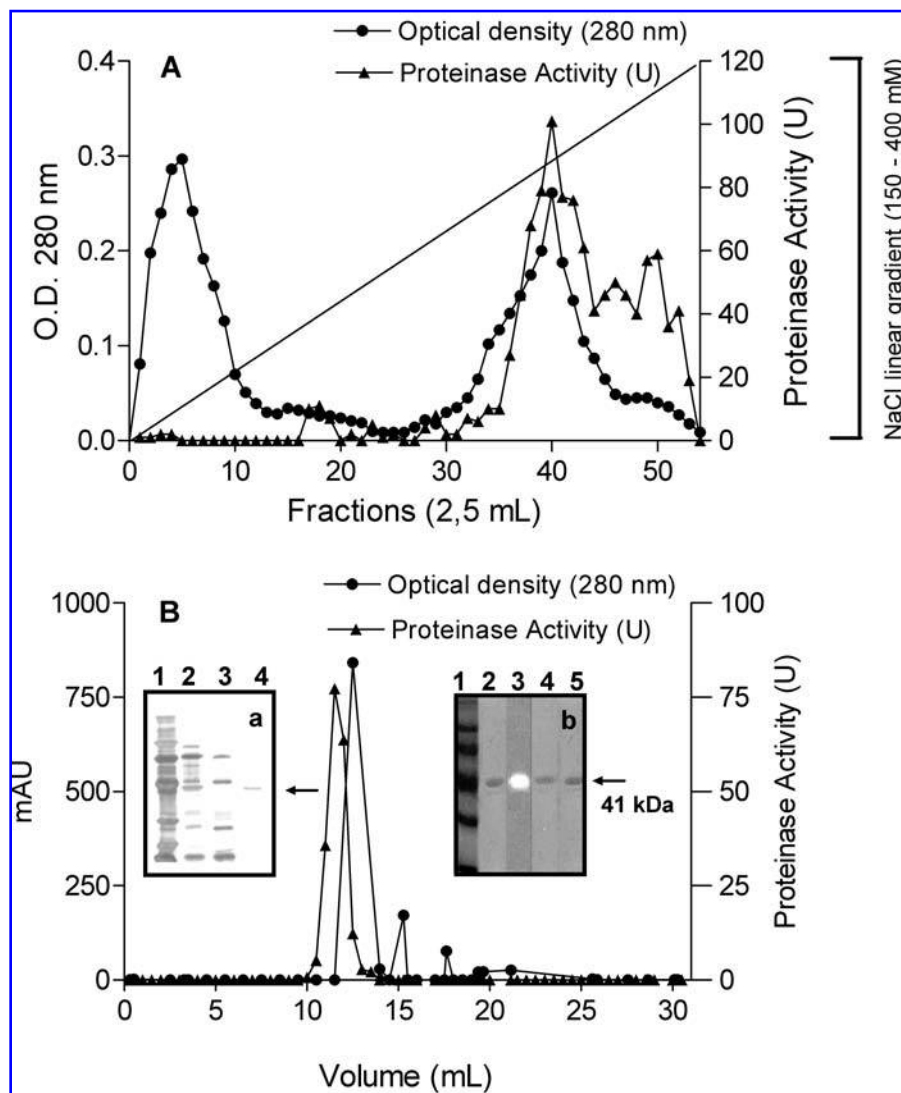 Optical density (280 nm)
Proteinase Activity (U)
A
0.4
0.3
0.2
0.1
0.0
O.D. 280 nm
120
100
80
60
40
20
0
Proteinase Activity (U)
NaCl linear gradient (150 - 400 mM)
0 10 20 30 40 50
Fractions (2,5 mL)
Optical density (280 nm)
Proteinase Activity (U)
B
1000
750
500
250
0
mAU
1 2 3 4
a
1 2 3 4 5
b
41 kDa
100
75
50
25
0
Proteinase Activity (U)
0 5 10 15 20 25 30
Volume (mL)